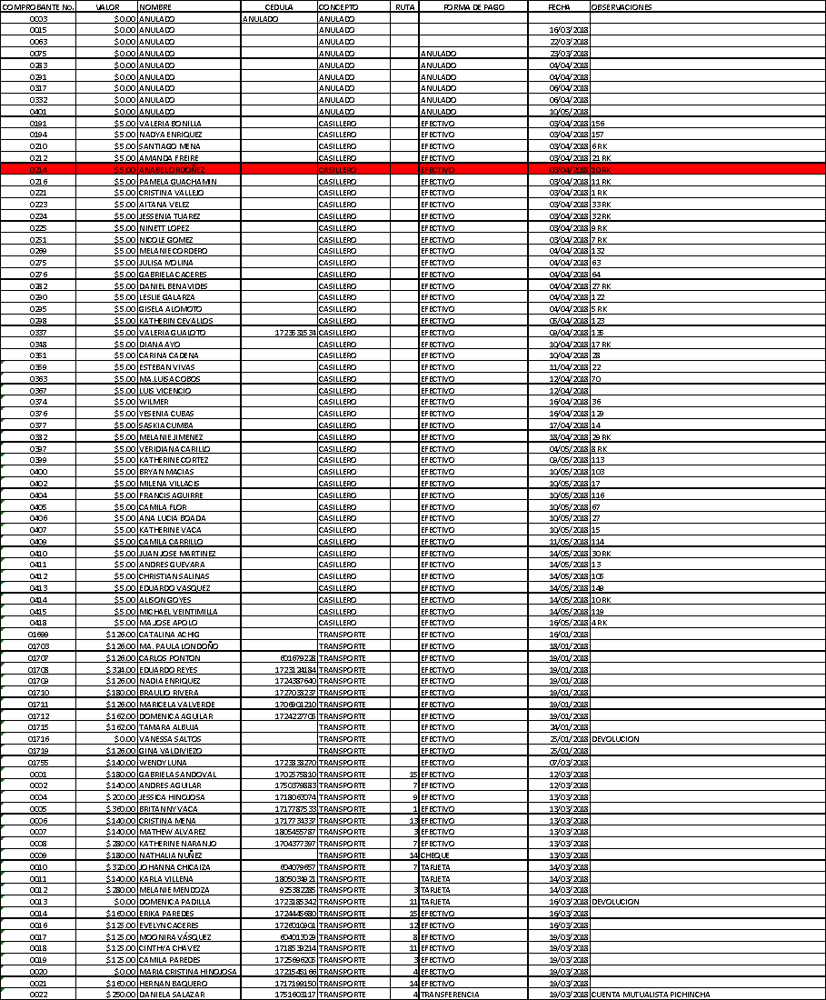 COMPROBANTE No. VALOR NOMBRE CEDULA CONCEPTO RUTA FORMA DE PAGO FECHA OBSERVACIONES
0003 $0.00 ANULADO ANULADO ANULADO
0015 $0.00 ANULADO ANULADO 16/03/2018
0063 $0.00 ANULADO ANULADO 22/03/2018
0075 $0.00 ANULADO ANULADO ANULADO 23/03/2018
0283 $0.00 ANULADO ANULADO ANULADO 04/04/2018
0291 $0.00 ANULADO ANULADO ANULADO 04/04/2018
0317 $0.00 ANULADO ANULADO ANULADO 06/04/2018
0332 $0.00 ANULADO ANULADO ANULADO 06/04/2018
0401 $0.00 ANULADO ANULADO ANULADO 10/05/2018
0191 $5.00 VALERIA BONILLA CASILLERO EFECTIVO 03/04/2018 156
0194 $5.00 NADYA ENRIQUEZ CASILLERO EFECTIVO 03/04/2018 157
0210 $5.00 SANTIAGO MENA CASILLERO EFECTIVO 03/04/2018 6 RK
0212 $5.00 AMANDA FREIRE CASILLERO EFECTIVO 03/04/2018 21 RK
0214 $5.00 ANABEL ORDOÑEZ CASILLERO EFECTIVO 03/04/2018 10 RK
0216 $5.00 PAMELA GUACHAMIN CASILLERO EFECTIVO 03/04/2018 11 RK
0221 $5.00 CRISTINA VALLEJO CASILLERO EFECTIVO 03/04/2018 1 RK
0223 $5.00 AITANA VELEZ CASILLERO EFECTIVO 03/04/2018 33 RK
0224 $5.00 JESSENIA TUAREZ CASILLERO EFECTIVO 03/04/2018 32 RK
0225 $5.00 NINETT LOPEZ CASILLERO EFECTIVO 03/04/2018 9 RK
0251 $5.00 NICOLE GOMEZ CASILLERO EFECTIVO 03/04/2018 7 RK
0269 $5.00 MELANIE CORDERO CASILLERO EFECTIVO 04/04/2018 132
0275 $5.00 JULISA MOLINA CASILLERO EFECTIVO 04/04/2018 63
0276 $5.00 GABRIELA CACERES CASILLERO EFECTIVO 04/04/2018 64
0282 $5.00 DANIEL BENAVIDES CASILLERO EFECTIVO 04/04/2018 27 RK
0290 $5.00 LESLIE GALARZA CASILLERO EFECTIVO 04/04/2018 122
0295 $5.00 GISELA ALOMOTO CASILLERO EFECTIVO 04/04/2018 5 RK
0298 $5.00 KATHERIN CEVALLOS CASILLERO EFECTIVO 05/04/2018 123
0337 $5.00 VALERIA GUALOTO 1723531534 CASILLERO EFECTIVO 09/04/2018 135
0348 $5.00 DIANA AYO CASILLERO EFECTIVO 10/04/2018 17 RK
0351 $5.00 CARINA CADENA CASILLERO EFECTIVO 10/04/2018 28
0359 $5.00 ESTEBAN VIVAS CASILLERO EFECTIVO 11/04/2018 22
0363 $5.00 MA.LUISA COBOS CASILLERO EFECTIVO 12/04/2018 70
0367 $5.00 LUIS VICENCIO CASILLERO EFECTIVO 12/04/2018
0374 $5.00 WILMER CASILLERO EFECTIVO 16/04/2018 36
0376 $5.00 YESENIA CUBAS CASILLERO EFECTIVO 16/04/2018 129
0377 $5.00 SASKIA CUMBA CASILLERO EFECTIVO 17/04/2018 14
0382 $5.00 MELANIE JIMENEZ CASILLERO EFECTIVO 18/04/2018 29 RK
0397 $5.00 VERIDIANA CARILLO CASILLERO EFECTIVO 04/05/2018 8 RK
0399 $5.00 KATHERINE CORTEZ CASILLERO EFECTIVO 09/05/2018 113
0400 $5.00 BRYAN MACIAS CASILLERO EFECTIVO 10/05/2018 103
0402 $5.00 MILENA VILLACIS CASILLERO EFECTIVO 10/05/2018 17
0404 $5.00 FRANCIS AGUIRRE CASILLERO EFECTIVO 10/05/2018 116
0405 $5.00 CAMILA FLOR CASILLERO EFECTIVO 10/05/2018 67
0406 $5.00 ANA LUCIA BOADA CASILLERO EFECTIVO 10/05/2018 27
0407 $5.00 KATHERINE VACA CASILLERO EFECTIVO 10/05/2018 15
0409 $5.00 CAMILA CARRILLO CASILLERO EFECTIVO 11/05/2018 114
0410 $5.00 JUAN JOSE MARTINEZ CASILLERO EFECTIVO 14/05/2018 30 RK
0411 $5.00 ANDRES GUEVARA CASILLERO EFECTIVO 14/05/2018 13
0412 $5.00 CHRISTIAN SALINAS CASILLERO EFECTIVO 14/05/2018 105
0413 $5.00 EDUARDO VASQUEZ CASILLERO EFECTIVO 14/05/2018 149
0414 $5.00 ALISON GOYES CASILLERO EFECTIVO 14/05/2018 10 RK
0415 $5.00 MICHAEL VEINTIMILLA CASILLERO EFECTIVO 14/05/2018 119
0418 $5.00 MA JOSE APOLO CASILLERO EFECTIVO 16/05/2018 4 RK
01699 $126.00 CATALINA ACHIG TRANSPORTE EFECTIVO 16/01/2018
01703 $126.00 MA. PAULA LONDOÑO TRANSPORTE EFECTIVO 18/01/2018
01707 $126.00 CARLOS PONTON 601679228 TRANSPORTE EFECTIVO 19/01/2018
01708 $324.00 EDUARDO REYES 1723124184 TRANSPORTE EFECTIVO 19/01/2018
01709 $126.00 NADIA ENRIQUEZ 1724387640 TRANSPORTE EFECTIVO 19/01/2018
01710 $180.00 BRAULIO RIVERA 1727038237 TRANSPORTE EFECTIVO 19/01/2018
01711 $126.00 MARICELA VALVERDE 1706901210 TRANSPORTE EFECTIVO 19/01/2018
01712 $162.00 DOMENICA AGUILAR 1724227705 TRANSPORTE EFECTIVO 19/01/2018
01715 $162.00 TAMARA ALBUJA TRANSPORTE EFECTIVO 24/01/2018
01716 $0.00 VANESSA SALTOS TRANSPORTE EFECTIVO 25/01/2018 DEVOLUCION
01719 $126.00 GINA VALDIVIEZO TRANSPORTE EFECTIVO 25/01/2018
01755 $140.00 WENDY LUNA 1723838270 TRANSPORTE EFECTIVO 07/03/2018
0001 $180.00 GABRIELA SANDOVAL 1702575810 TRANSPORTE 15 EFECTIVO 12/03/2018
0002 $140.00 ANDRES AGUILAR 1750379883 TRANSPORTE 7 EFECTIVO 12/03/2018
0004 $200.00 JESSICA HINOJOSA 1718063074 TRANSPORTE 9 EFECTIVO 13/03/2018
0005 $360.00 BRITANNY VACA 1717787533 TRANSPORTE 1 EFECTIVO 13/03/2018
0006 $140.00 CRISTINA MENA 1717734337 TRANSPORTE 13 EFECTIVO 13/03/2018
0007 $140.00 MATHEW ALVAREZ 1805455787 TRANSPORTE 3 EFECTIVO 13/03/2018
0008 $280.00 KATHERINE NARANJO 1704377397 TRANSPORTE 7 EFECTIVO 13/03/2018
0009 $180.00 NATHALIA NUÑEZ TRANSPORTE 14 CHEQUE 13/03/2018
0010 $320.00 JOHANNA CHICAIZA 604079657 TRANSPORTE 7 TARJETA 14/03/2018
0011 $140.00 KARLA VILLENA 1805034921 TRANSPORTE TARJETA 14/03/2018
0012 $280.00 MELANIE MENDOZA 925382285 TRANSPORTE 3 TARJETA 14/03/2018
0013 $0.00 DOMENICA PADILLA 1723185342 TRANSPORTE 11 TARJETA 16/03/2018 DEVOLUCION
0014 $160.00 ERIKA PAREDES 1724445680 TRANSPORTE 15 EFECTIVO 16/03/2018
0016 $125.00 EVELYN CACERES 1726010901 TRANSPORTE 12 EFECTIVO 16/03/2018
0017 $125.00 MOONIRA VÁSQUEZ 604013029 TRANSPORTE 8 EFECTIVO 19/03/2018
0018 $125.00 CINTHYA CHAVEZ 1718539214 TRANSPORTE 11 EFECTIVO 19/03/2018
0019 $125.00 CAMILA PAREDES 1725696205 TRANSPORTE 3 EFECTIVO 19/03/2018
0020 $0.00 MARIA CRISTINA HINOJOSA 1721545166 TRANSPORTE 4 EFECTIVO 19/03/2018
0021 $160.00 HERNAN BAQUERO 1717199150 TRANSPORTE 14 EFECTIVO 19/03/2018
0022 $250.00 DANIELA SALAZAR 1751603117 TRANSPORTE 4 TRANSFERENCIA 19/03/2018 CUENTA MUTUALISTA PICHINCHA